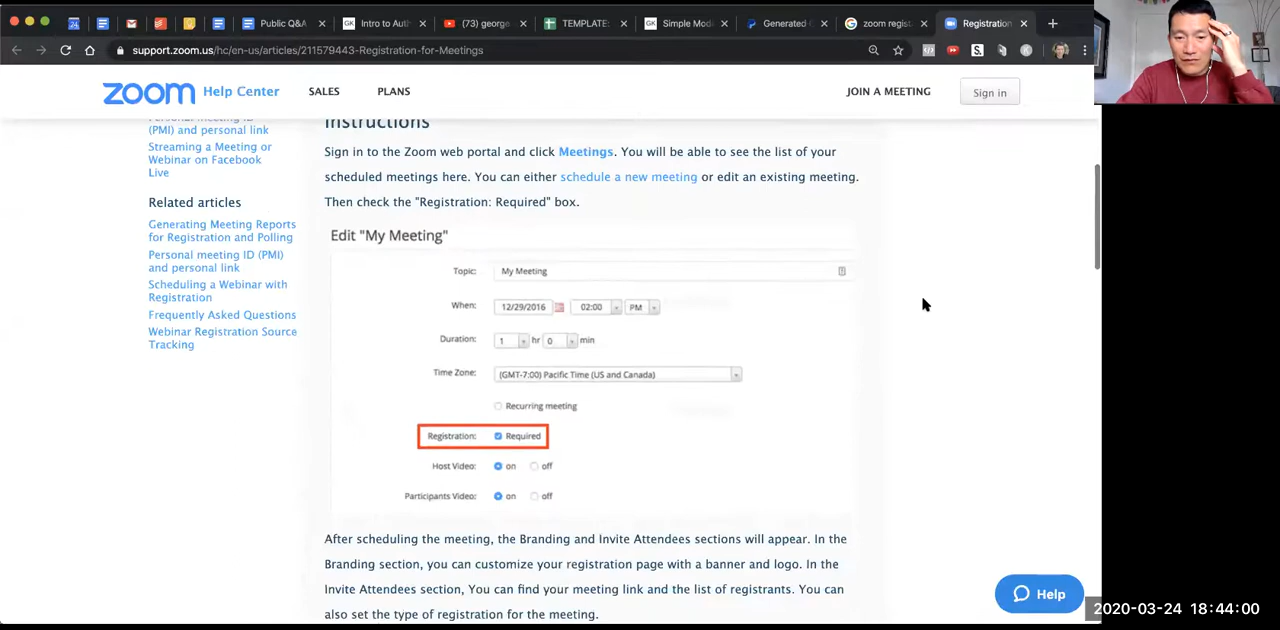 Public Q&A
Intro to Auth
(73) george
TEMPLATE:
Simple Mod
Generated
zoom regist
Registration
support.zoom.us/hc/en-us/articles/211579443-Registration-for-Meetings
zoom Help Center SALES PLANS JOIN A MEETING Sign in
Personal meeting ID
(PMI) and personal link
Streaming a Meeting or
Webinar on Facebook
Live
Related articles
Generating Meeting Reports
for Registration and Polling
Personal meeting ID (PMI)
and personal link
Scheduling a Webinar with
Registration
Frequently Asked Questions
Webinar Registration Source
Tracking
Instructions
Sign in to the Zoom web portal and click Meetings. You will be able to see the list of your
scheduled meetings here. You can either schedule a new meeting or edit an existing meeting.
Then check the "Registration: Required" box.
Edit "My Meeting"
Topic: My Meeting
When: 12/29/2016 02:00 PM
Duration: 1 hr 0 min
Time Zone: (GMT-7:00) Pacific Time (US and Canada)
Recurring meeting
Registration: Required
Host Video: on off
Participants Video: on off
After scheduling the meeting, the Branding and Invite Attendees sections will appear. In the
Branding section, you can customize your registration page with a banner and logo. In the
Invite Attendees section, You can find your meeting link and the list of registrants. You can
also set the type of registration for the meeting.
Help
2020-03-24 18:44:00